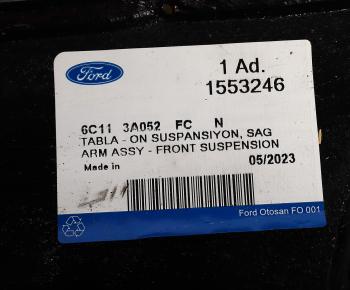 Ford
1 Ad.
1553246
6C11 3A052 FC N
TABLA - ON SUSPANSIYON, SAG
ARM ASSY - FRONT SUSPENSION
Made in
05/2023
Ford Otosan FO 001